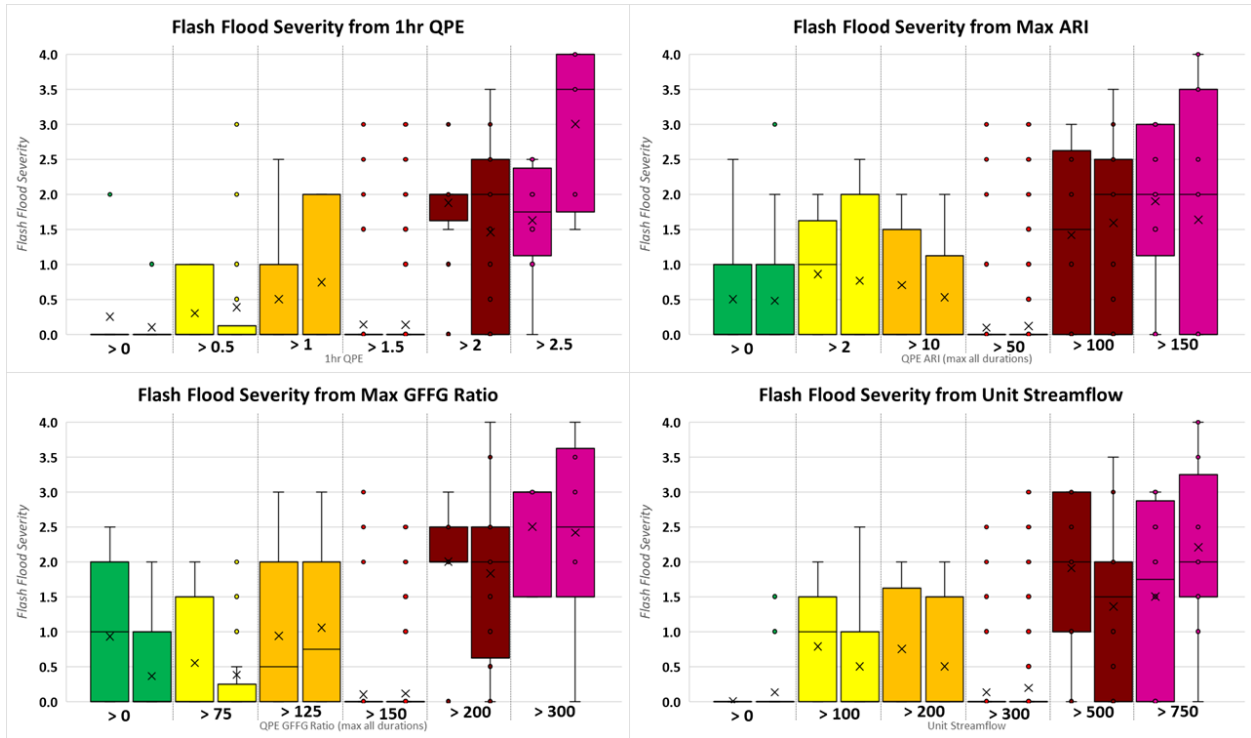 Flash Flood Severity from 1hr QPE
Flash Flood Severity
4.0
3.5
3.0
2.5
2.0
1.5
1.0
0.5
0.0
> 0 > 0.5 > 1 > 1.5 > 2 > 2.5
1hr QPE
Flash Flood Severity from Max ARI
Flash Flood Severity
4.0
3.5
3.0
2.5
2.0
1.5
1.0
0.5
0.0
> 0 > 2 > 10 > 50 > 100 > 150
QPE ARI (max all durations)
Flash Flood Severity from Max GFFG Ratio
Flash Flood Severity
4.0
3.5
3.0
2.5
2.0
1.5
1.0
0.5
0.0
> 0 > 75 > 125 > 150 > 200 > 300
QPE GFFG Ratio (max all durations)
Flash Flood Severity from Unit Streamflow
Flash Flood Severity
4.0
3.5
3.0
2.5
2.0
1.5
1.0
0.5
0.0
> 0 > 100 > 200 > 300 > 500 > 750
Unit Streamflow